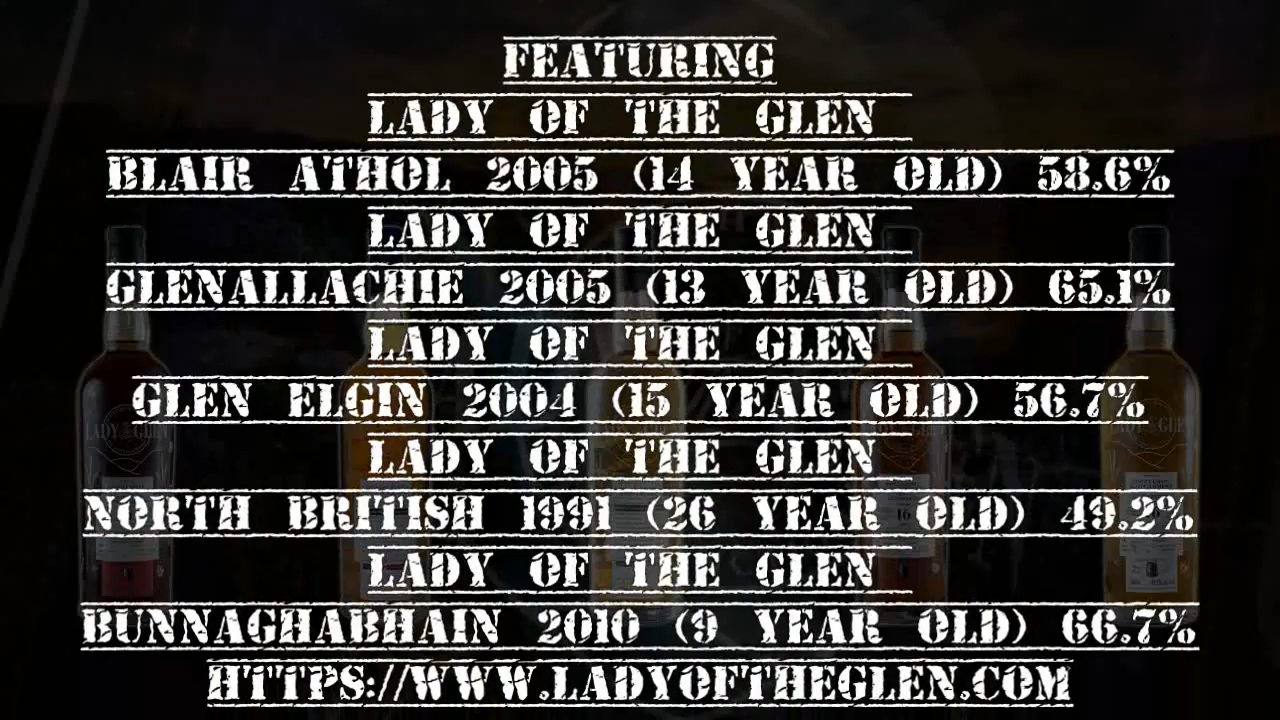 FEATURING
LADY OF THE GLEN
BLAIR ATHOL 2005 (14 YEAR OLD) 58.6%
LADY OF THE GLEN
GLENALLACHIE 2005 (13 YEAR OLD) 65.1%
LADY OF THE GLEN
GLEN ELGIN 2004 (15 YEAR OLD) 56.7%
LADY OF THE GLEN
NORTH BRITISH 1991 (26 YEAR OLD) 49.2%
LADY OF THE GLEN
BUNNAGHABHAIN 2010 (9 YEAR OLD) 66.7%
HTTPS://WWW.LADYOFTHEGLEN.COM